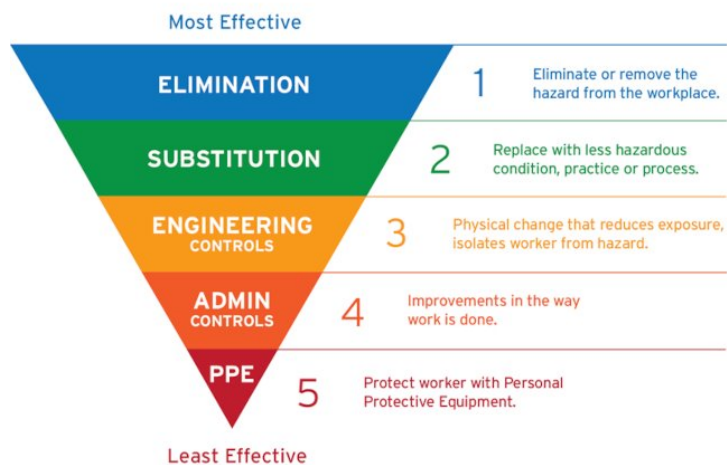 Most Effective
ELIMINATION
1
Eliminate or remove the
hazard from the workplace.
SUBSTITUTION
2
Replace with less hazardous
condition, practice or process.
ENGINEERING
CONTROLS
3
Physical change that reduces exposure,
isolates worker from hazard.
ADMIN
CONTROLS
4
Improvements in the way
work is done.
PPE
5
Protect worker with Personal
Protective Equipment.
Least Effective